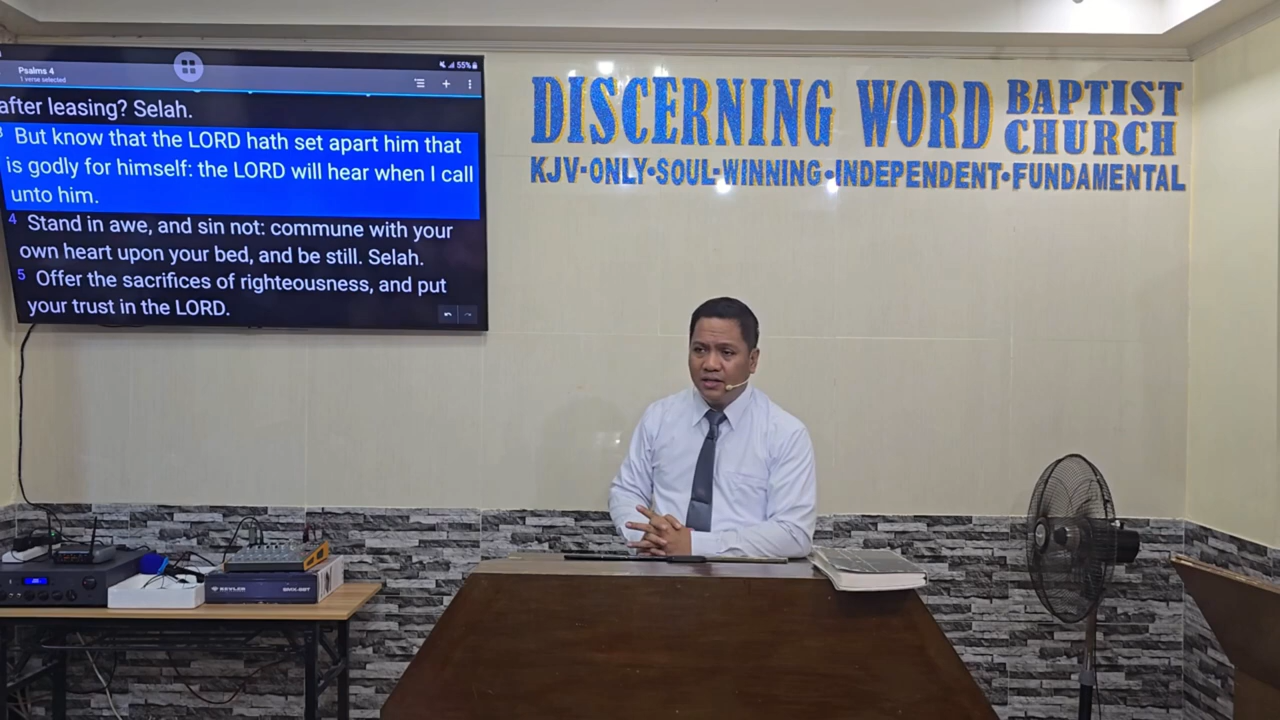 Psalms 4
1 verse selected
55%
after leasing? Selah.
3 But know that the LORD hath set apart him that
is godly for himself: the LORD will hear when I call
unto him.
4 Stand in awe, and sin not: commune with your
own heart upon your bed, and be still. Selah.
5 Offer the sacrifices of righteousness, and put
your trust in the LORD.
DISCERNING WORD BAPTIST
CHURCH
KJV-ONLY•SOUL-WINNING•INDEPENDENT•FUNDAMENTAL
KEVLER